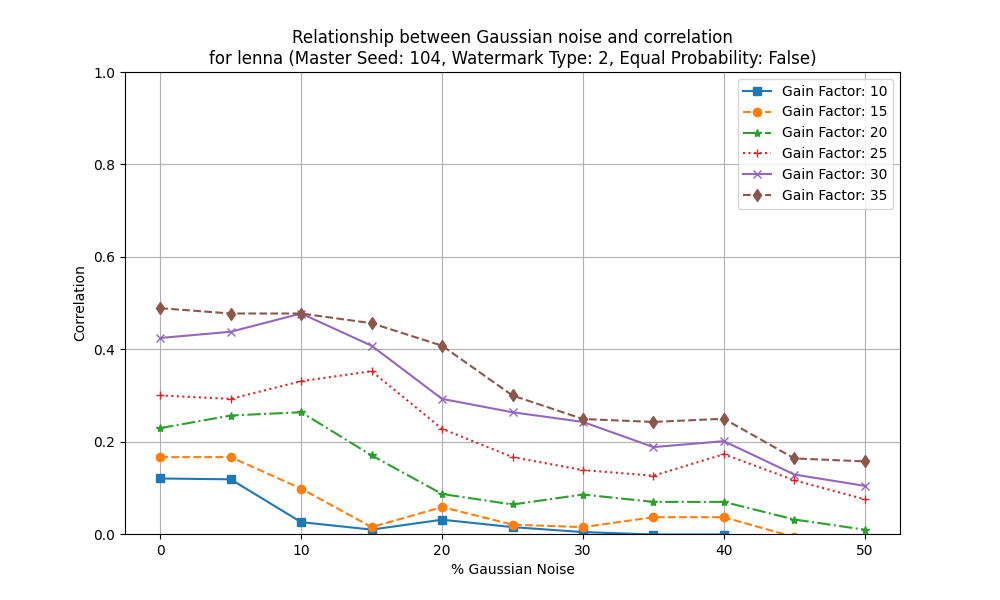 Relationship between Gaussian noise and correlation
for lenna (Master Seed: 104, Watermark Type: 2, Equal Probability: False)
1.0
0.8
0.6
0.4
0.2
0.0
Correlation
Gain Factor: 10
Gain Factor: 15
Gain Factor: 20
Gain Factor: 25
Gain Factor: 30
Gain Factor: 35
0 10 20 30 40 50
% Gaussian Noise